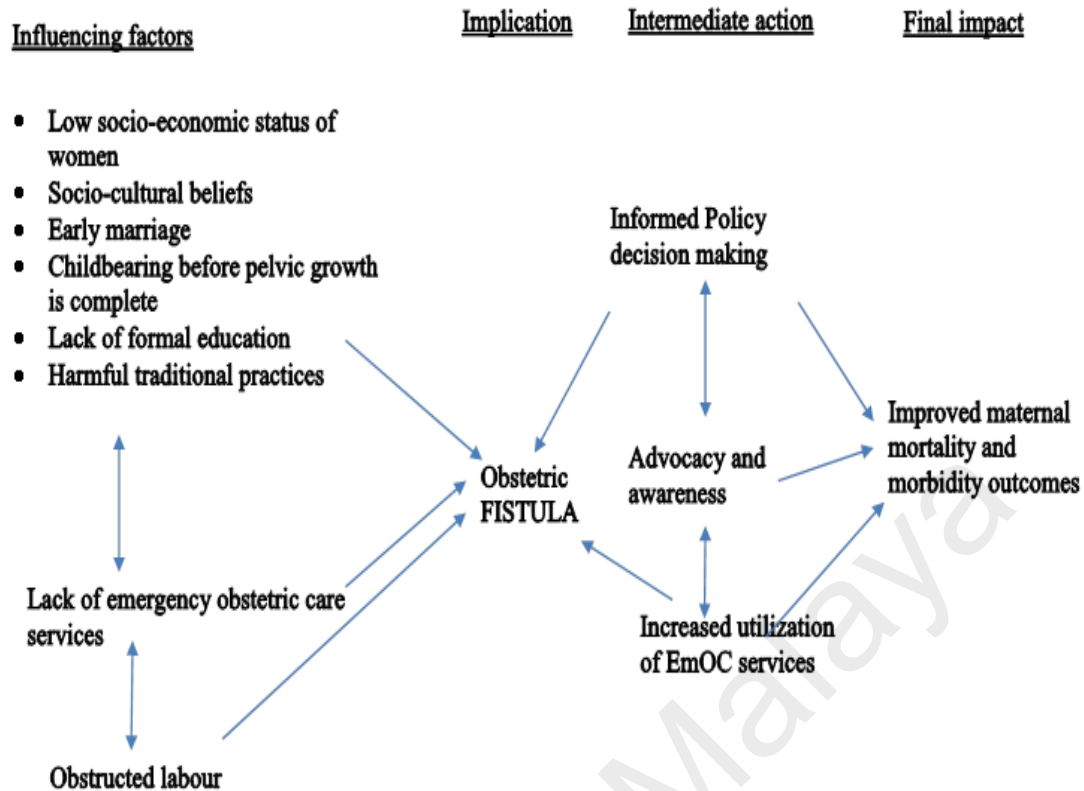 Influencing factors
Implication
Intermediate action
Final impact
• Low socio-economic status of
women
• Socio-cultural beliefs
• Early marriage
• Childbearing before pelvic growth
is complete
• Lack of formal education
• Harmful traditional practices
Lack of emergency obstetric care
services
Obstructed labour
Obstetric
FISTULA
Informed Policy
decision making
Advocacy and
awareness
Increased utilization
of EmOC services
Improved maternal
mortality and
morbidity outcomes
Malaya